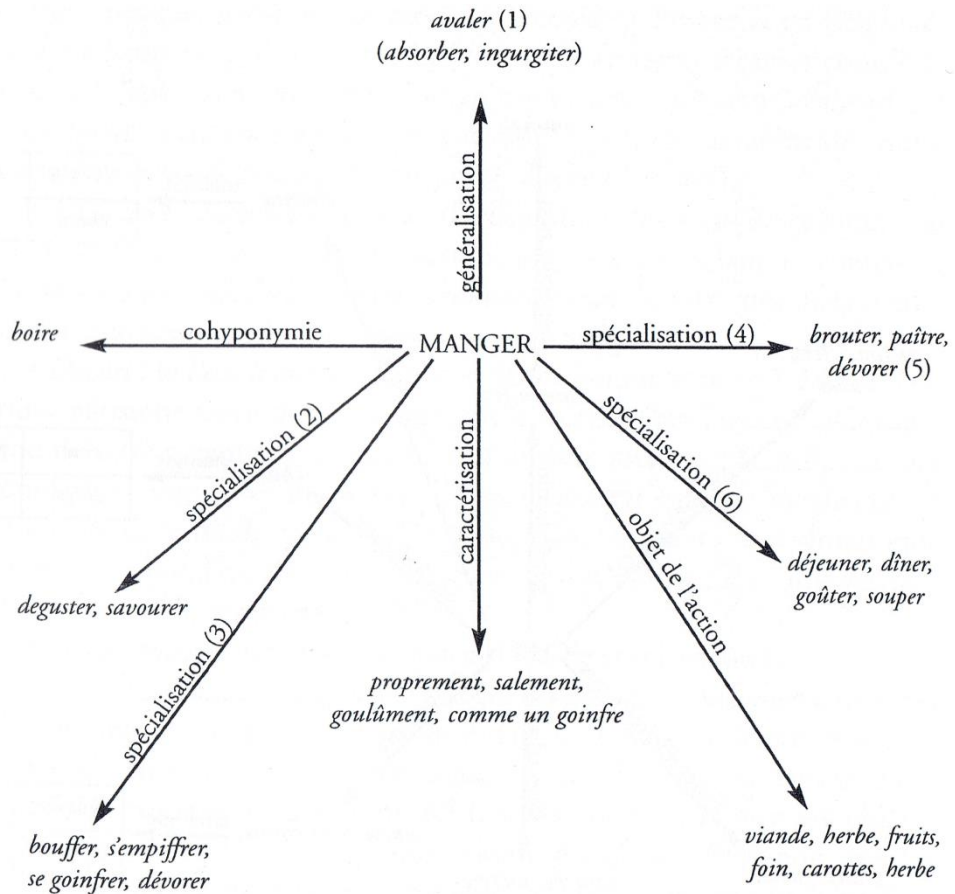 avaler (1)
(absorber, ingurgiter)
généralisation
boire
cohyponymie
MANGER
spécialisation (4)
brouter, paître,
dévorer (5)
spécialisation (2)
caractérisation
spécialisation (6)
objet de l'action
deguster, savourer
déjeuner, dîner,
goûter, souper
spécialisation (3)
proprement, salement,
goulûment, comme un goinfre
bouffer, s'empiffrer,
se goinfrer, dévorer
viande, herbe, fruits,
foin, carottes, herbe